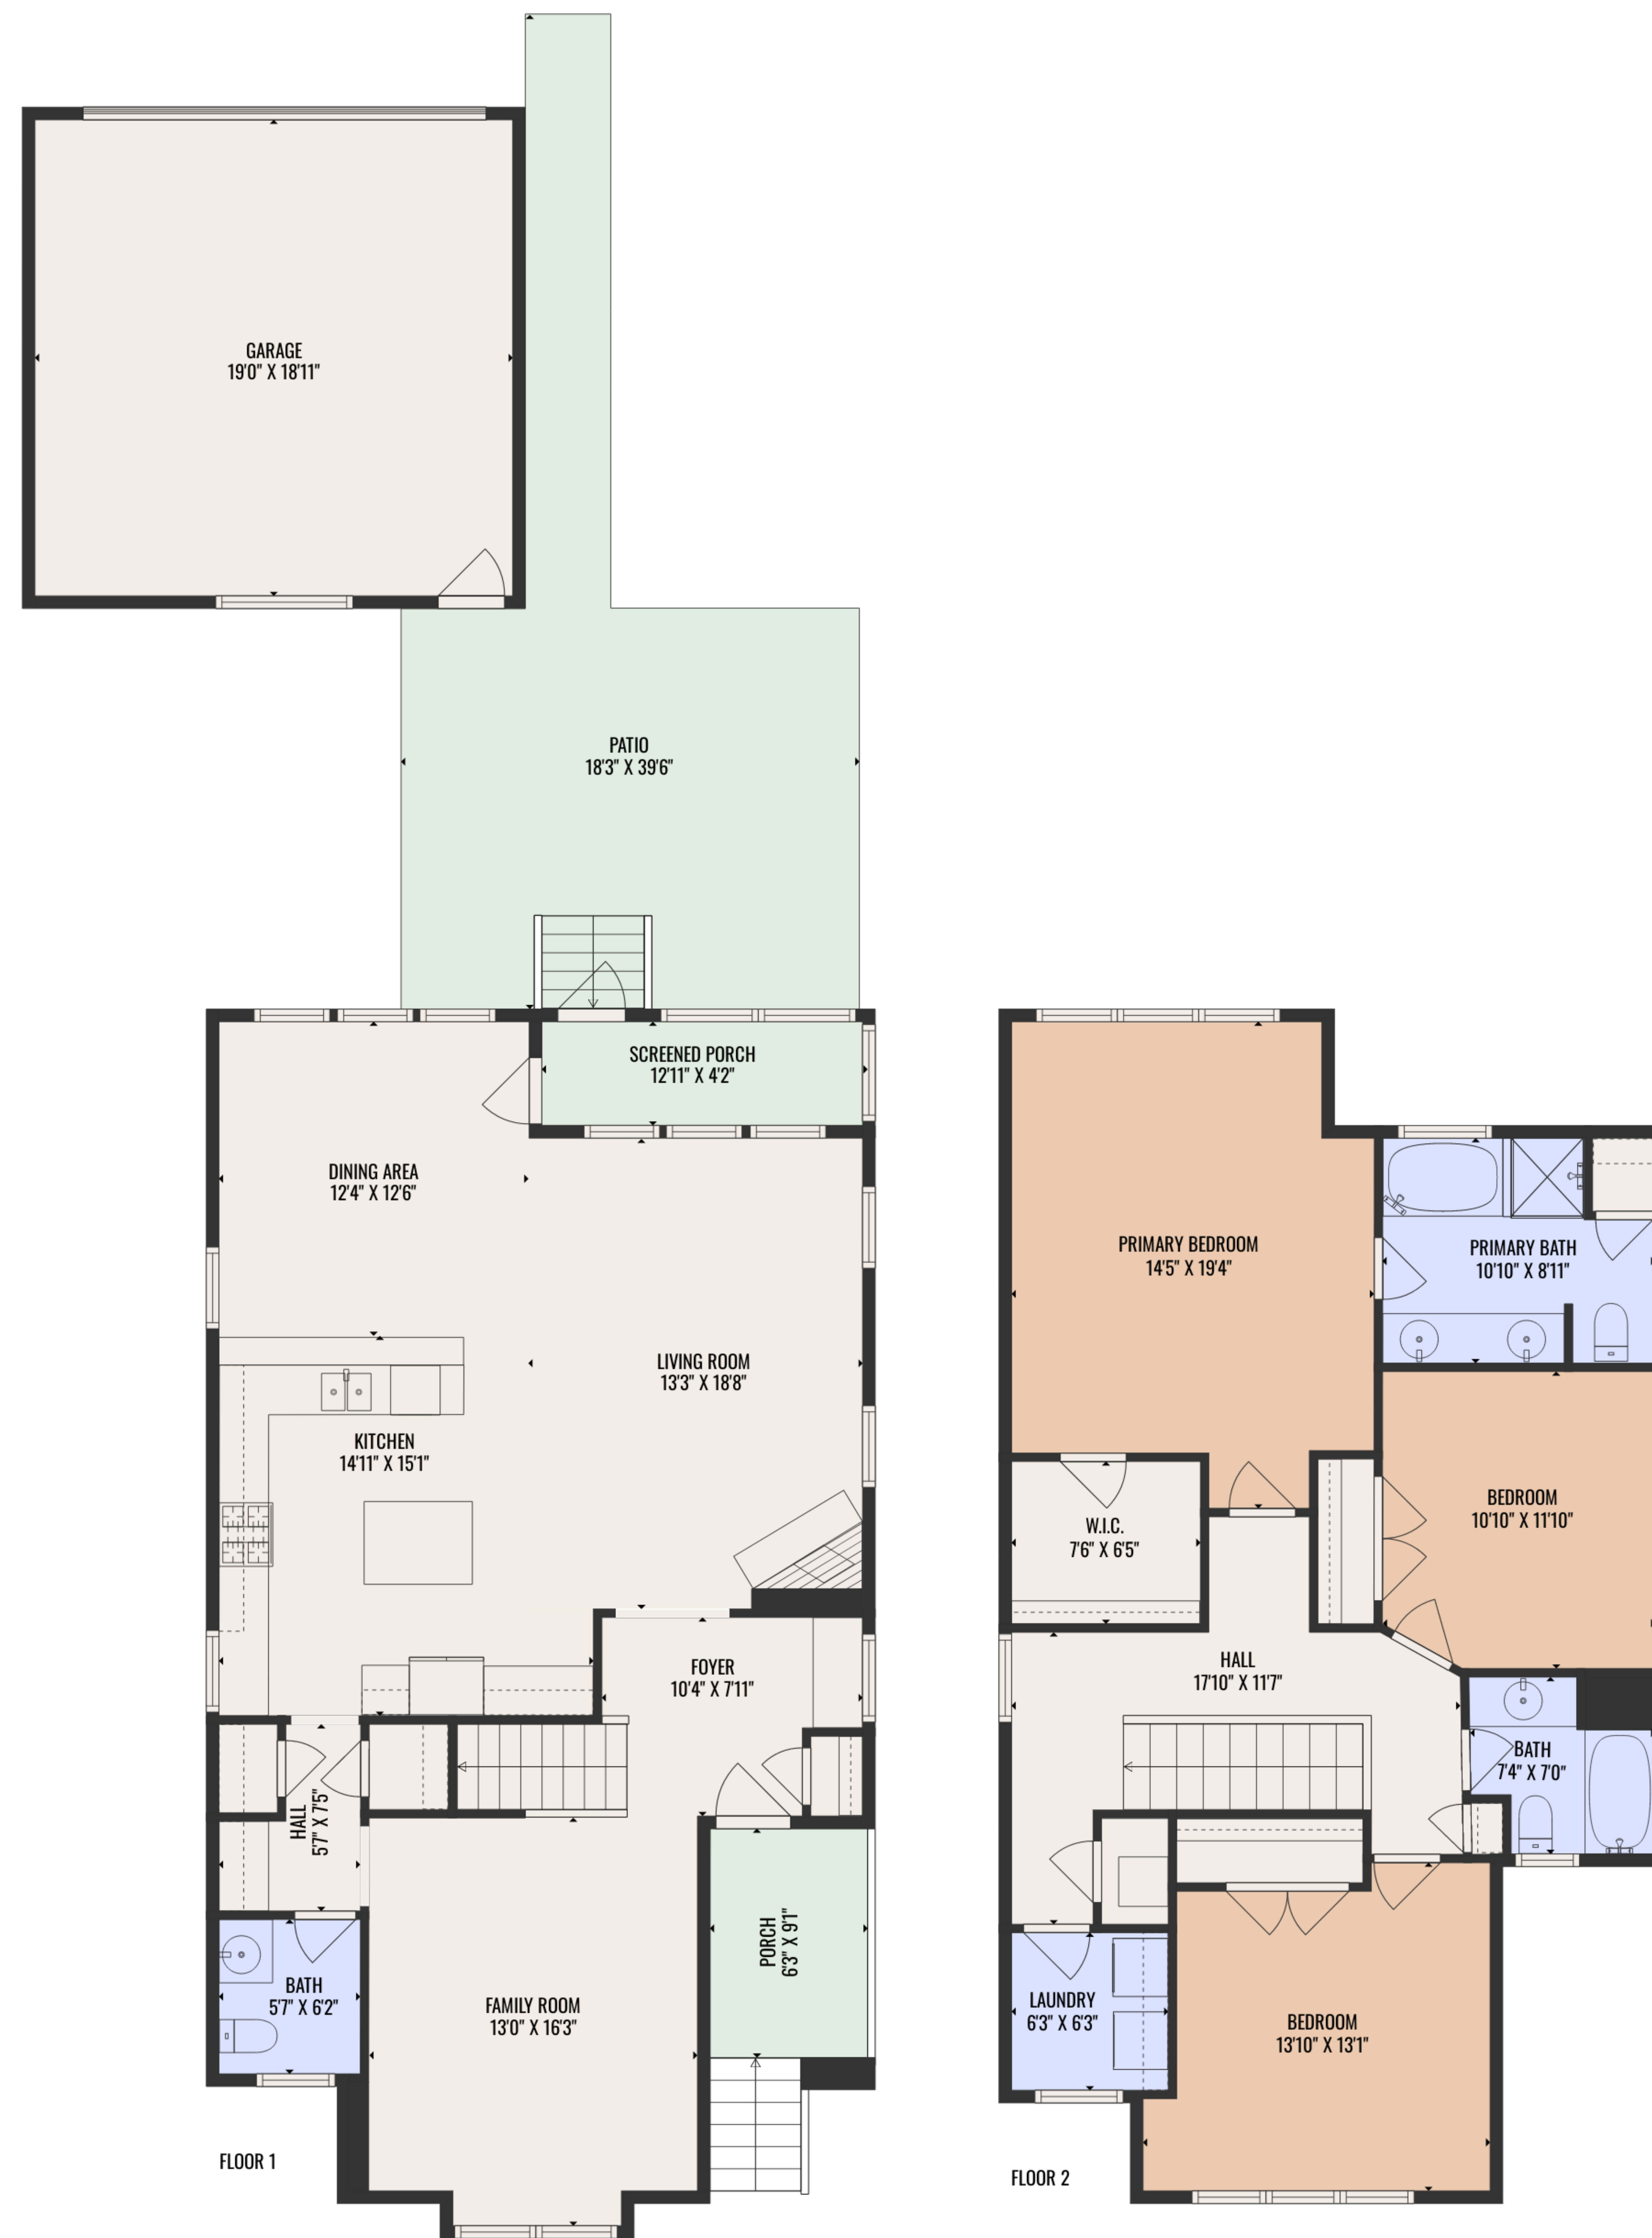 GARAGE
19'0" X 18'11"
PATIO
18'3" X 39'6"
SCREENED PORCH
12'11" X 4'2"
DINING AREA
12'4" X 12'6"
LIVING ROOM
13'3" X 18'8"
KITCHEN
14'11" X 15'1"
FOYER
10'4" X 7'11"
HALL
5'7" X 7'5"
PORCH
6'3" X 9'1"
BATH
5'7" X 6'2"
FAMILY ROOM
13'0" X 16'3"
FLOOR 1
PRIMARY BEDROOM
14'5" X 19'4"
PRIMARY BATH
10'10" X 8'11"
BEDROOM
10'10" X 11'10"
W.I.C.
7'6" X 6'5"
HALL
17'10" X 11'7"
BATH
7'4" X 7'0"
LAUNDRY
6'3" X 6'3"
BEDROOM
13'10" X 13'1"
FLOOR 2